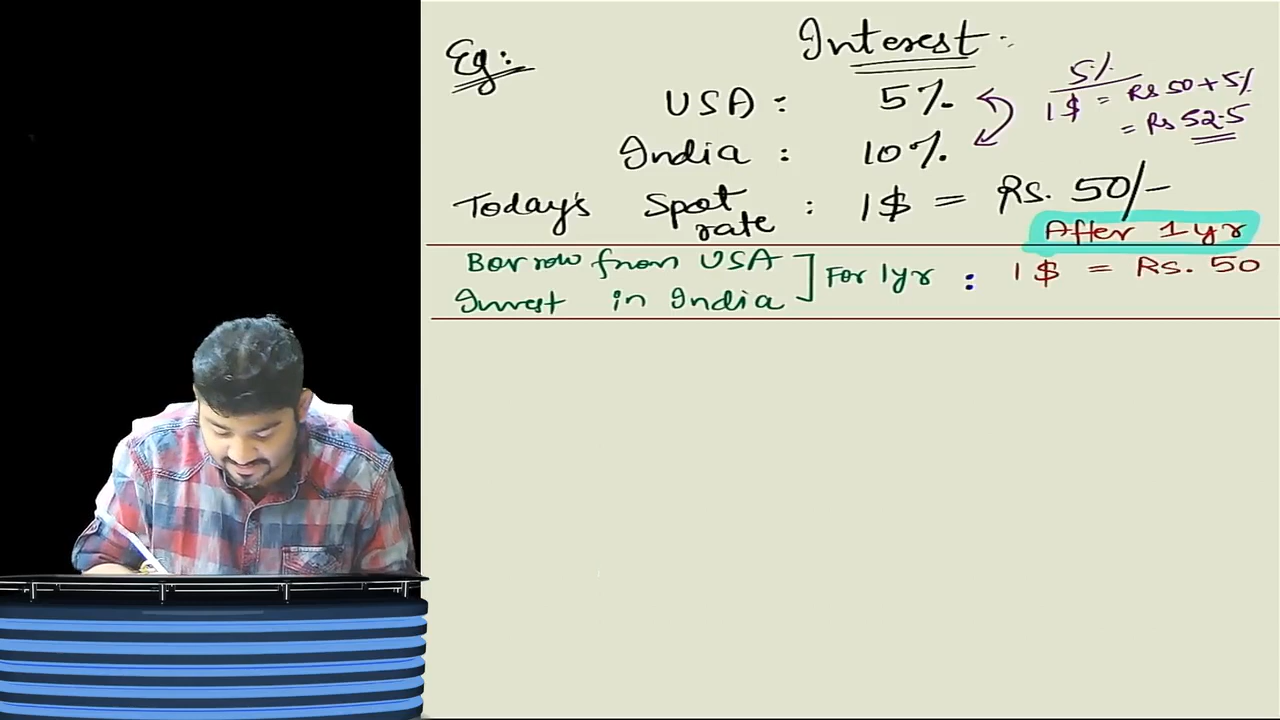 Eg:
Interest:
USA : 5%
India : 10%
5%
1$ = Rs 50 + 5%
= Rs 52.5
Today's Spot rate : 1$ = Rs. 50/-
After 1yr
Borrow from USA
Invest in India
For 1yr : 1$ = Rs. 50